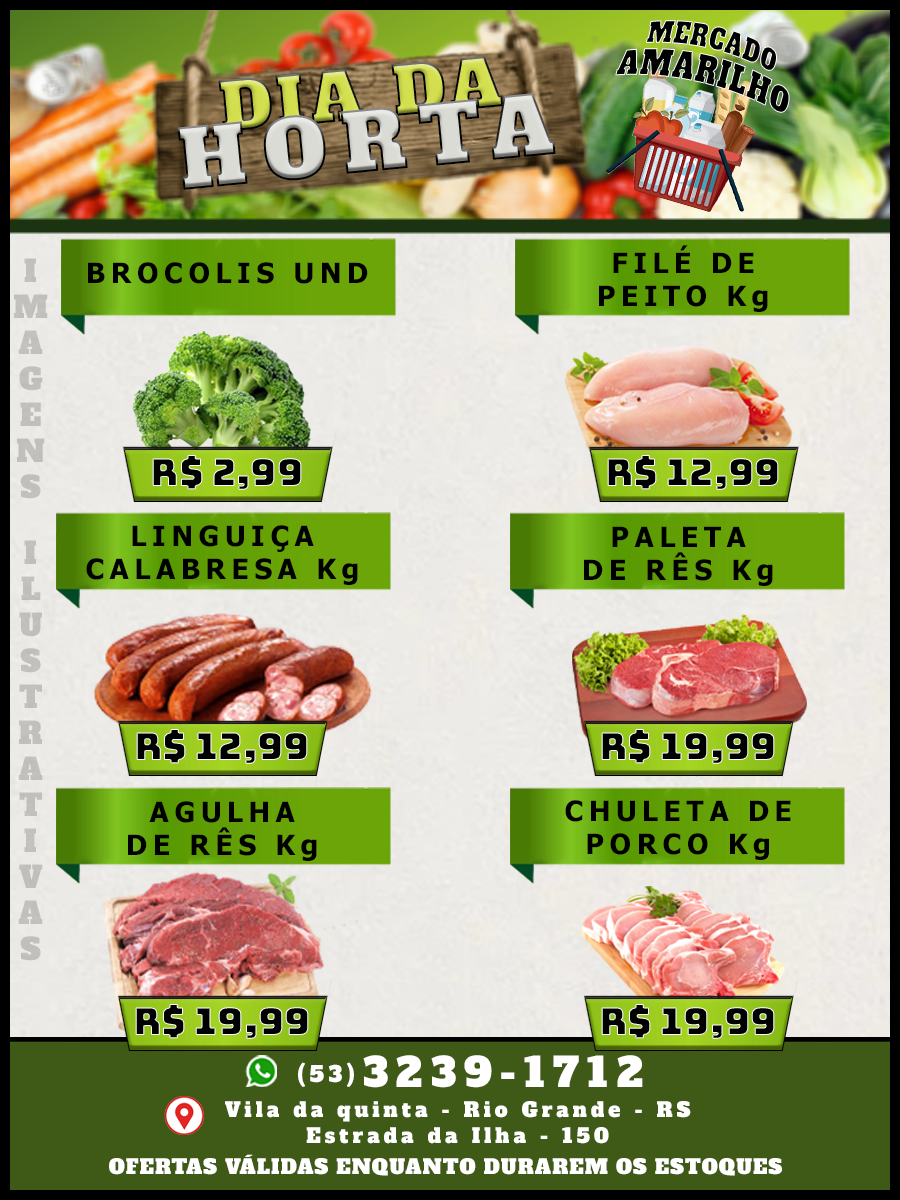 DIA DA
HORTA
MERCADO
AMARILHO
IMAGENS ILUSTRATIVAS
BROCOLIS UND
R$ 2,99
FILÉ DE
PEITO Kg
R$ 12,99
LINGUIÇA
CALABRESA Kg
R$ 12,99
PALETA
DE RÊS Kg
R$ 19,99
AGULHA
DE RÊS Kg
R$ 19,99
CHULETA DE
PORCO Kg
R$ 19,99
(53) 3239-1712
Vila da quinta - Rio Grande - RS
Estrada da Ilha - 150
OFERTAS VÁLIDAS ENQUANTO DURAREM OS ESTOQUES